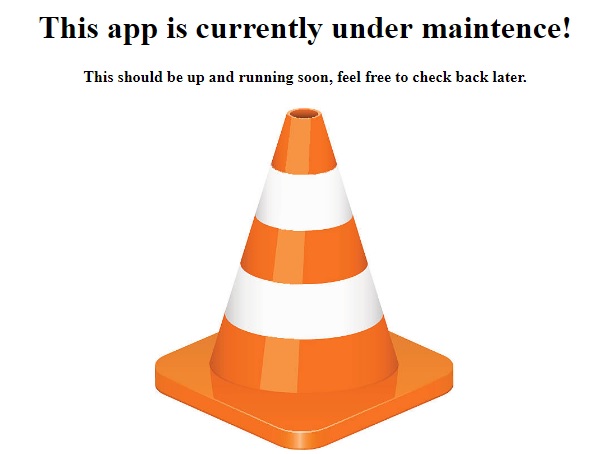 This app is currently under maintence!
This should be up and running soon, feel free to check back later.